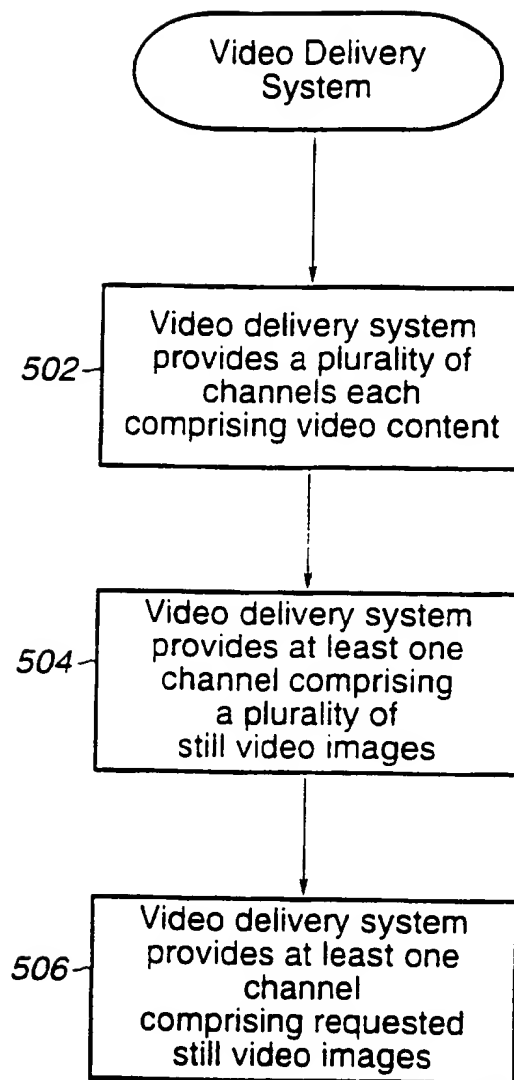 Video Delivery
System
Video delivery system
provides a plurality of
channels each
comprising video content
502
Video delivery system
provides at least one
channel comprising
a plurality of
still video images
504
Video delivery system
provides at least one
channel
comprising requested
still video images
506